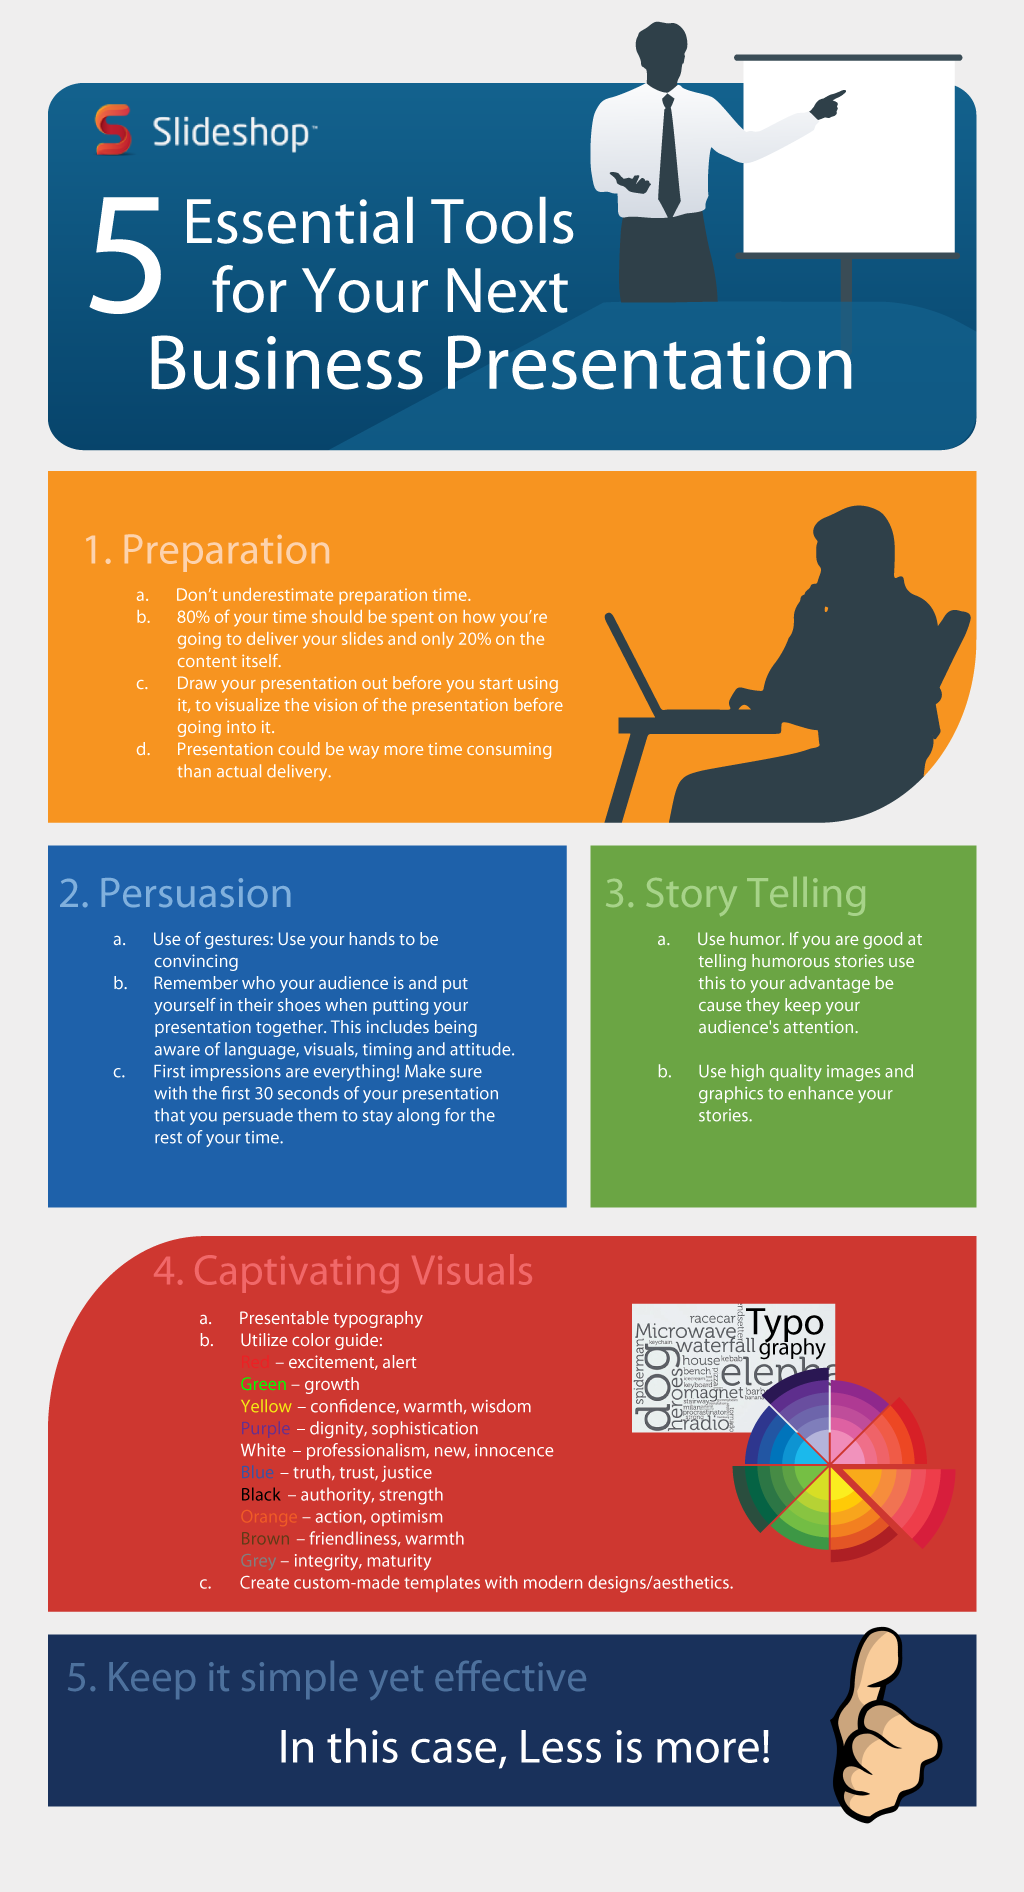 Slideshop™
5 Essential Tools
for Your Next
Business Presentation
1. Preparation
a. Don't underestimate preparation time.
b. 80% of your time should be spent on how you're
going to deliver your slides and only 20% on the
content itself.
c. Draw your presentation out before you start using
it, to visualize the vision of the presentation before
going into it.
d. Presentation could be way more time consuming
than actual delivery.
2. Persuasion
a. Use of gestures: Use your hands to be
convincing
b. Remember who your audience is and put
yourself in their shoes when putting your
presentation together. This includes being
aware of language, visuals, timing and attitude.
c. First impressions are everything! Make sure
with the first 30 seconds of your presentation
that you persuade them to stay along for the
rest of your time.
3. Story Telling
a. Use humor. If you are good at
telling humorous stories use
this to your advantage be
cause they keep your
audience's attention.
b. Use high quality images and
graphics to enhance your
stories.
4. Captivating Visuals
a. Presentable typography
b. Utilize color guide:
Red – excitement, alert
Green – growth
Yellow – confidence, warmth, wisdom
Purple – dignity, sophistication
White – professionalism, new, innocence
Blue – truth, trust, justice
Black – authority, strength
Orange – action, optimism
Brown – friendliness, warmth
Grey – integrity, maturity
c. Create custom-made templates with modern designs/aesthetics.
Typo
graphy
racecar
Microwave
keychain
waterfall
spiderman
dog
heroes
house
kebab
bench
pizza
keyboard
magnet
stairway
milane
procrastinator
radio
5. Keep it simple yet effective
In this case, Less is more!